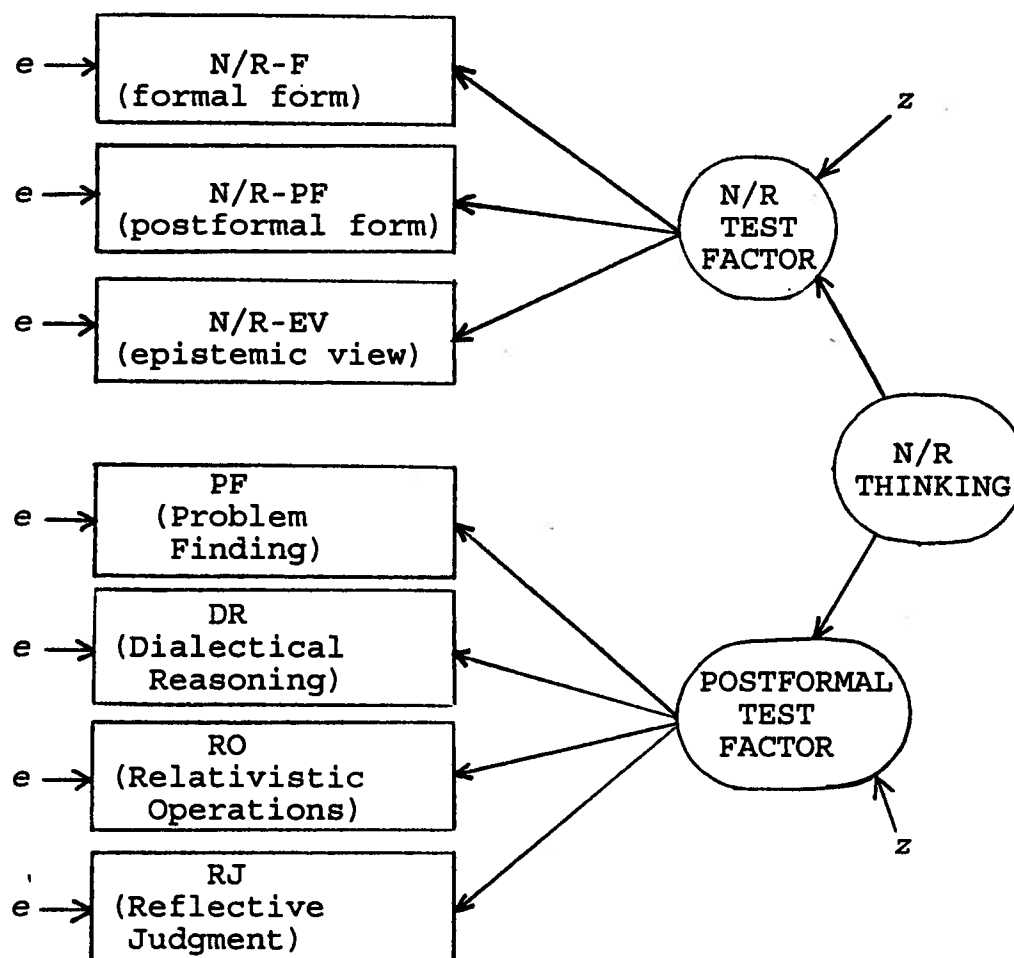 e
N/R-F
(formal form)
z
e
N/R-PF
(postformal form)
N/R
TEST
FACTOR
e
N/R-EV
(epistemic view)
N/R
THINKING
e
PF
(Problem
Finding)
e
DR
(Dialectical
Reasoning)
POSTFORMAL
TEST
FACTOR
e
RO
(Relativistic
Operations)
z
e
RJ
(Reflective
Judgment)